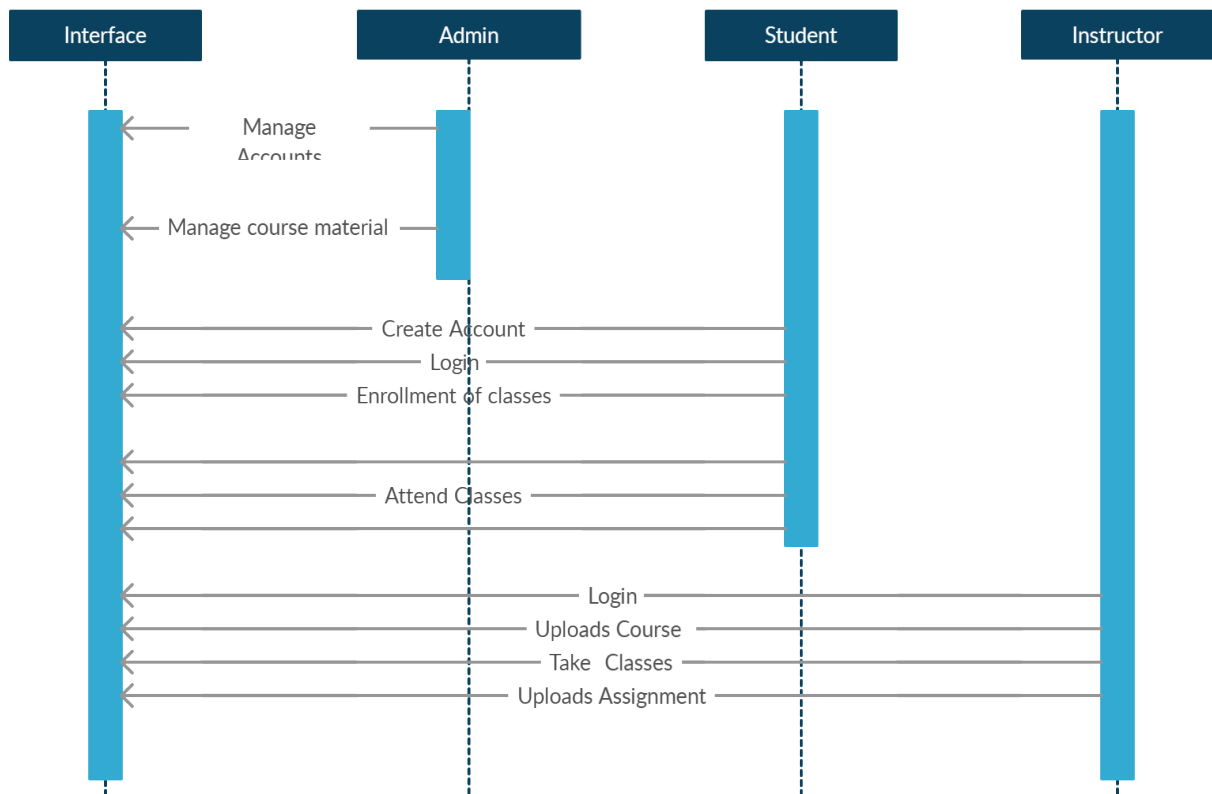 Interface
Admin
Student
Instructor
Manage
Accounts
Manage course material
Create Account
Login
Enrollment of classes
Attend Classes
Login
Uploads Course
Take Classes
Uploads Assignment